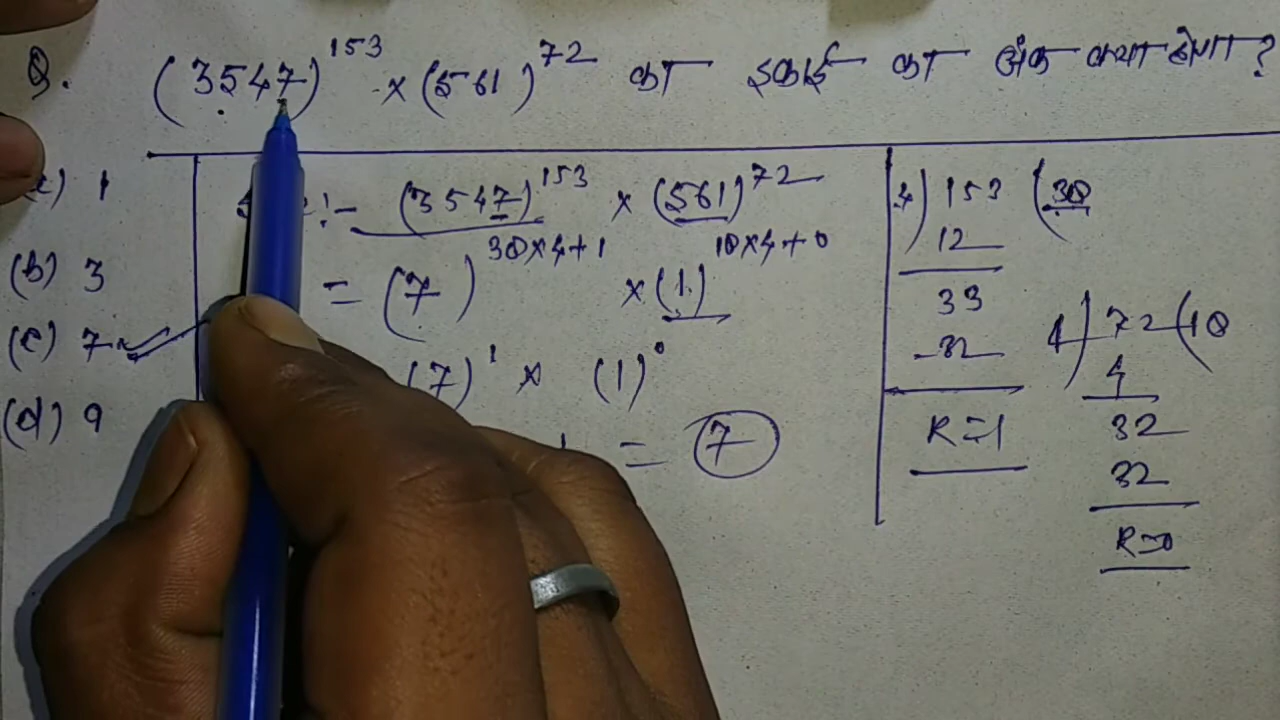 Q. (3547)^153 × (561)^72 का इकाई का अंक क्या होगा ?
1
(b) 3
(c) 7
(d) 9
:- (3547)^153 × (561)^72
= (7)^38×4+1 × (1)^18×4+0
(7)^1 × (1)^0
= 7
4) 153 (38
12
33
-32
R=1
4) 72 (18
4
32
32
R=0